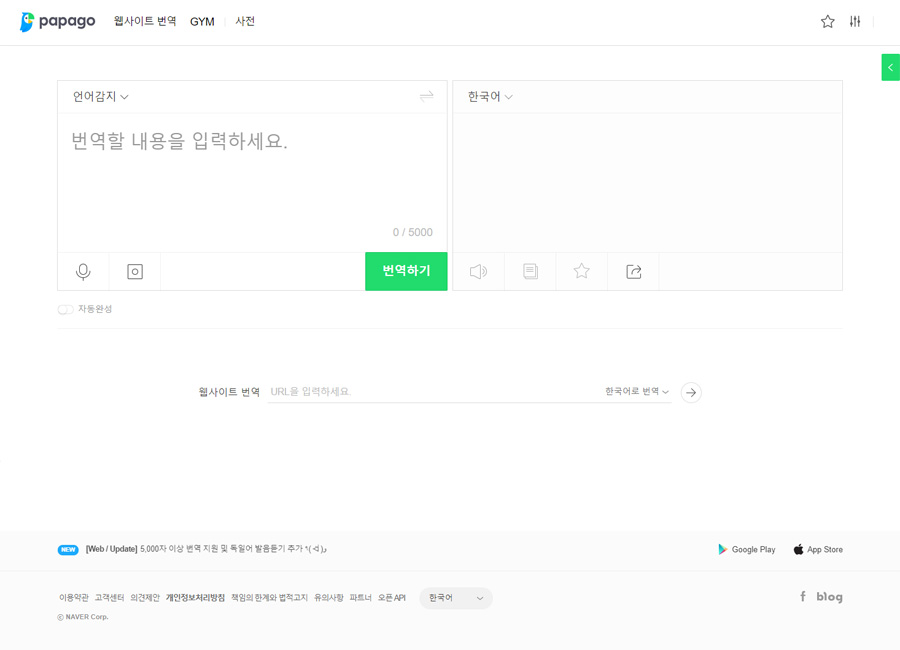 papago 웹사이트 번역 GYM 사전
언어감지 한국어
번역할 내용을 입력하세요.
0 / 5000
번역하기
자동완성
웹사이트 번역 URL을 입력하세요. 한국어로 번역
NEW [Web / Update] 5,000자 이상 번역 지원 및 독일어 발음듣기 추가 Google Play App Store
이용약관 고객센터 의견제안 개인정보처리방침 책임의 한계와 법적고지 유의사항 파트너 오픈 API 한국어 f blog
ⓒ NAVER Corp.